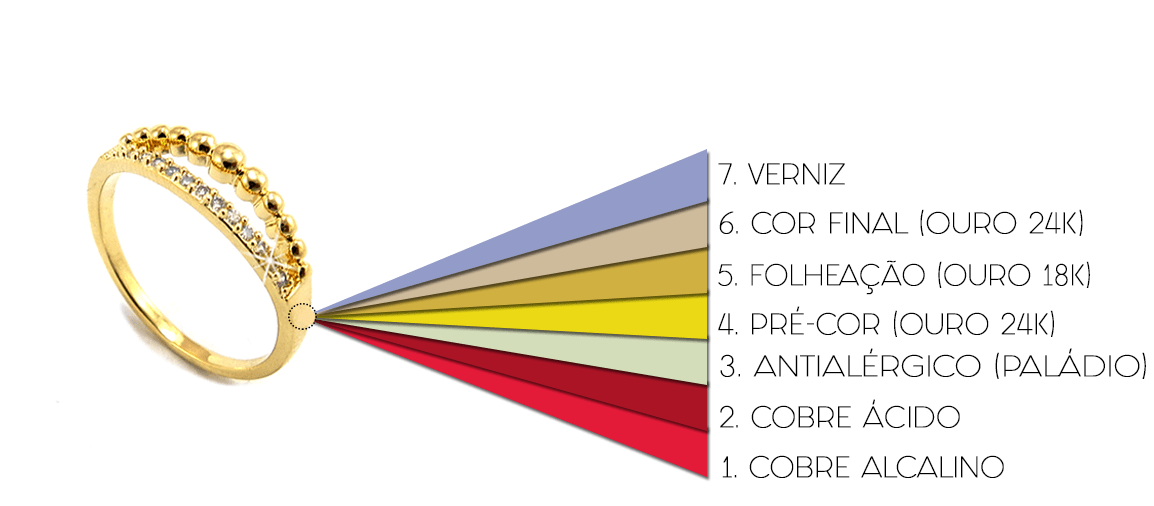 7. VERNIZ
6. COR FINAL (OURO 24K)
5. FOLHEAÇÃO (OURO 18K)
4. PRÉ-COR (OURO 24K)
3. ANTIALÉRGICO (PALÁDIO)
2. COBRE ÁCIDO
1. COBRE ALCALINO